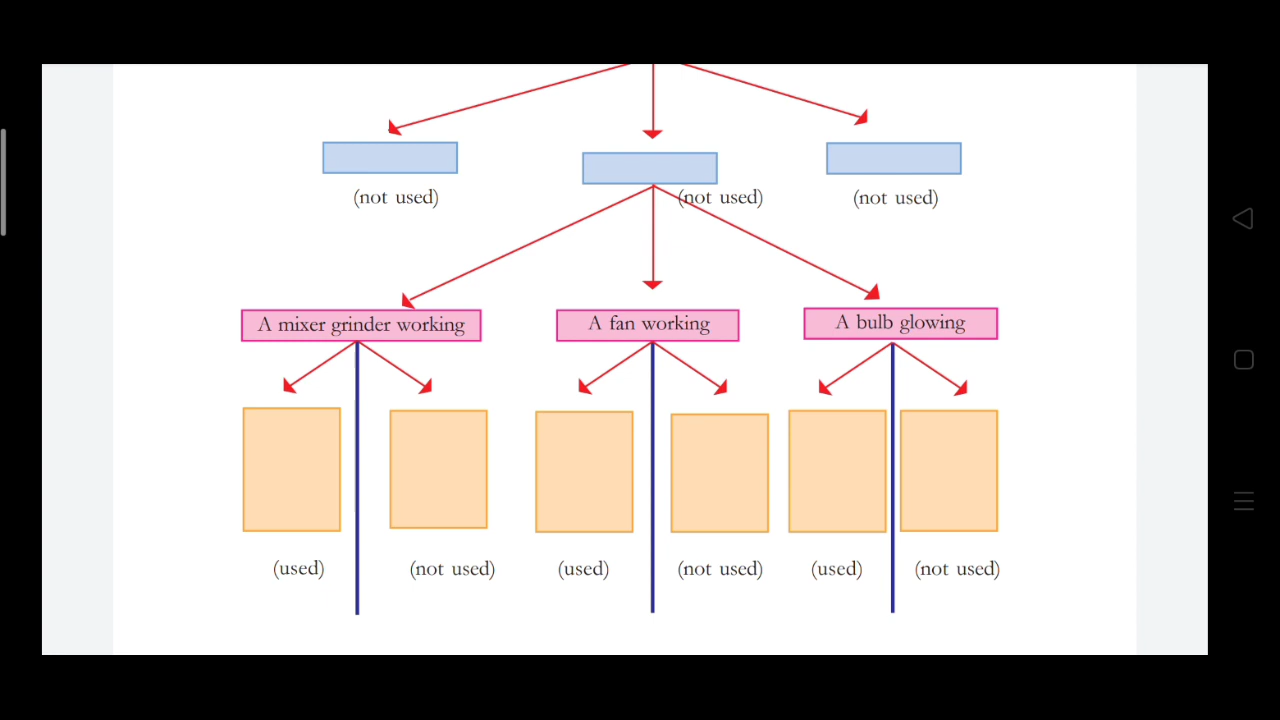 (not used)
(not used)
(not used)
A mixer grinder working
A fan working
A bulb glowing
(used)
(not used)
(used)
(not used)
(used)
(not used)